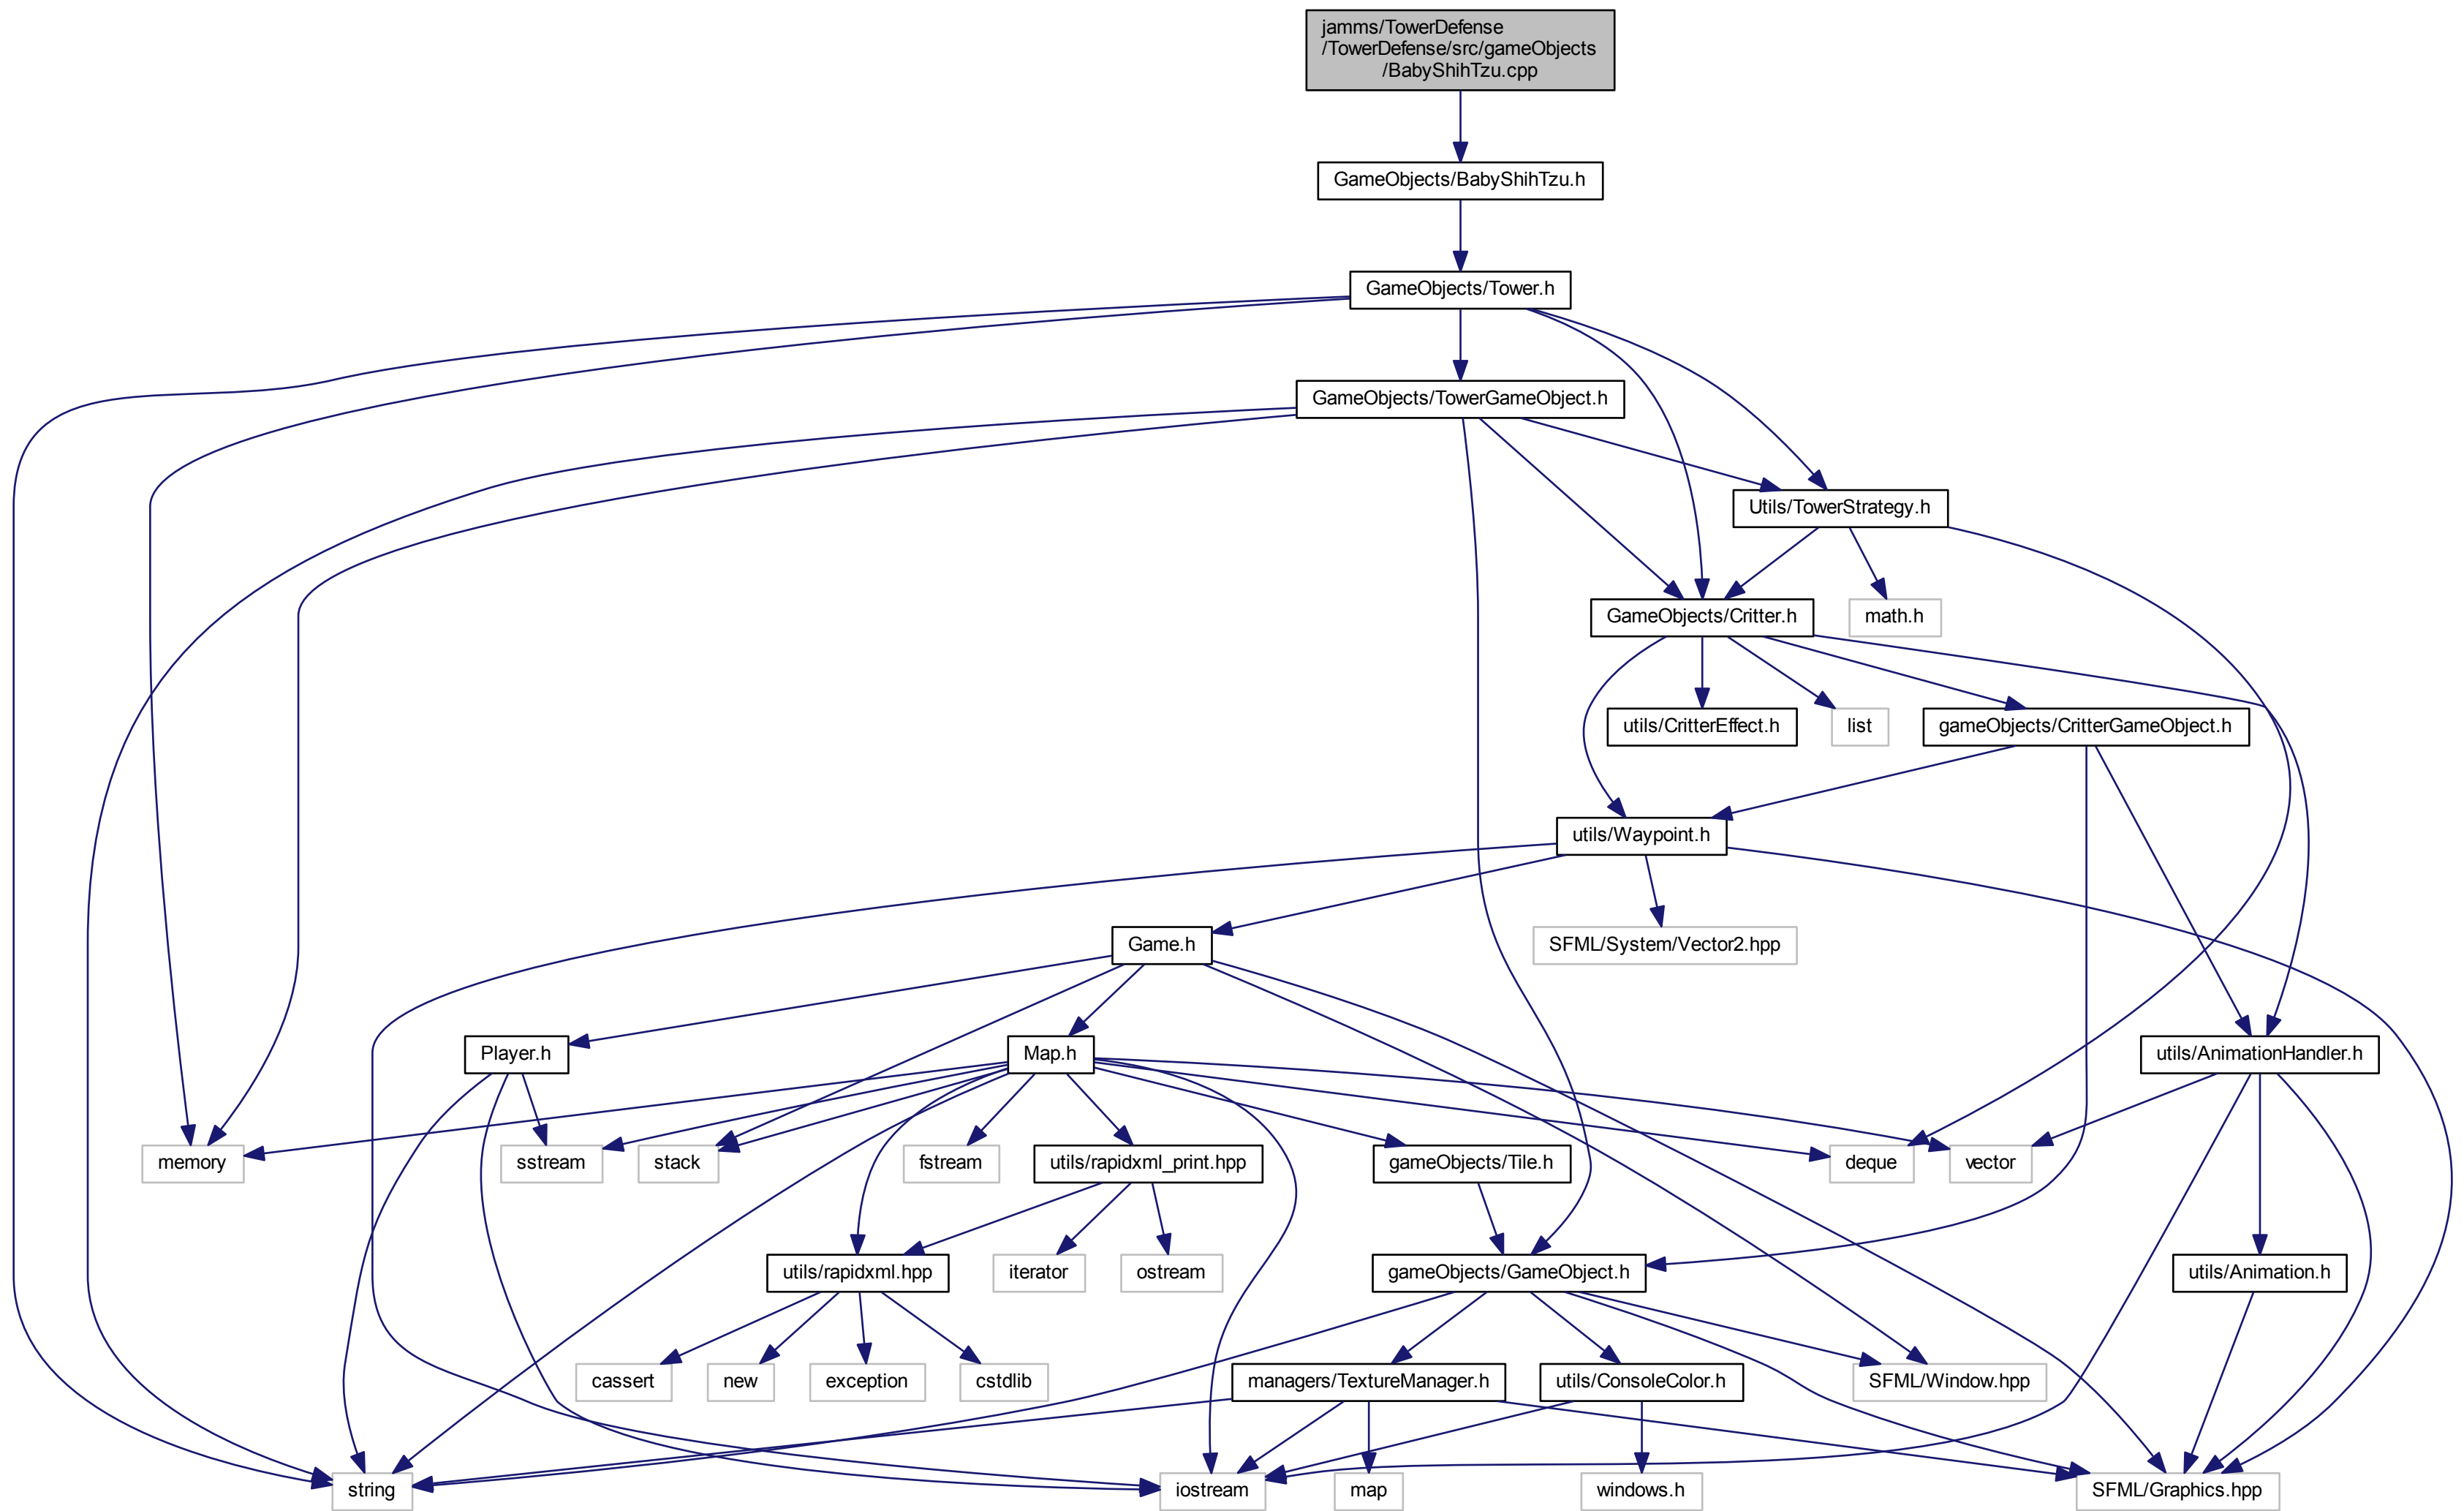 jamms/TowerDefense
/TowerDefense/src/gameObjects
/BabyShihTzu.cpp
GameObjects/BabyShihTzu.h
GameObjects/Tower.h
GameObjects/TowerGameObject.h
Utils/TowerStrategy.h
GameObjects/Critter.h
math.h
utils/CritterEffect.h
list
gameObjects/CritterGameObject.h
utils/Waypoint.h
Game.h
SFML/System/Vector2.hpp
Player.h
Map.h
utils/AnimationHandler.h
memory
sstream
stack
fstream
utils/rapidxml_print.hpp
gameObjects/Tile.h
deque
vector
utils/rapidxml.hpp
iterator
ostream
gameObjects/GameObject.h
utils/Animation.h
cassert
new
exception
cstdlib
managers/TextureManager.h
utils/ConsoleColor.h
SFML/Window.hpp
string
iostream
map
windows.h
SFML/Graphics.hpp